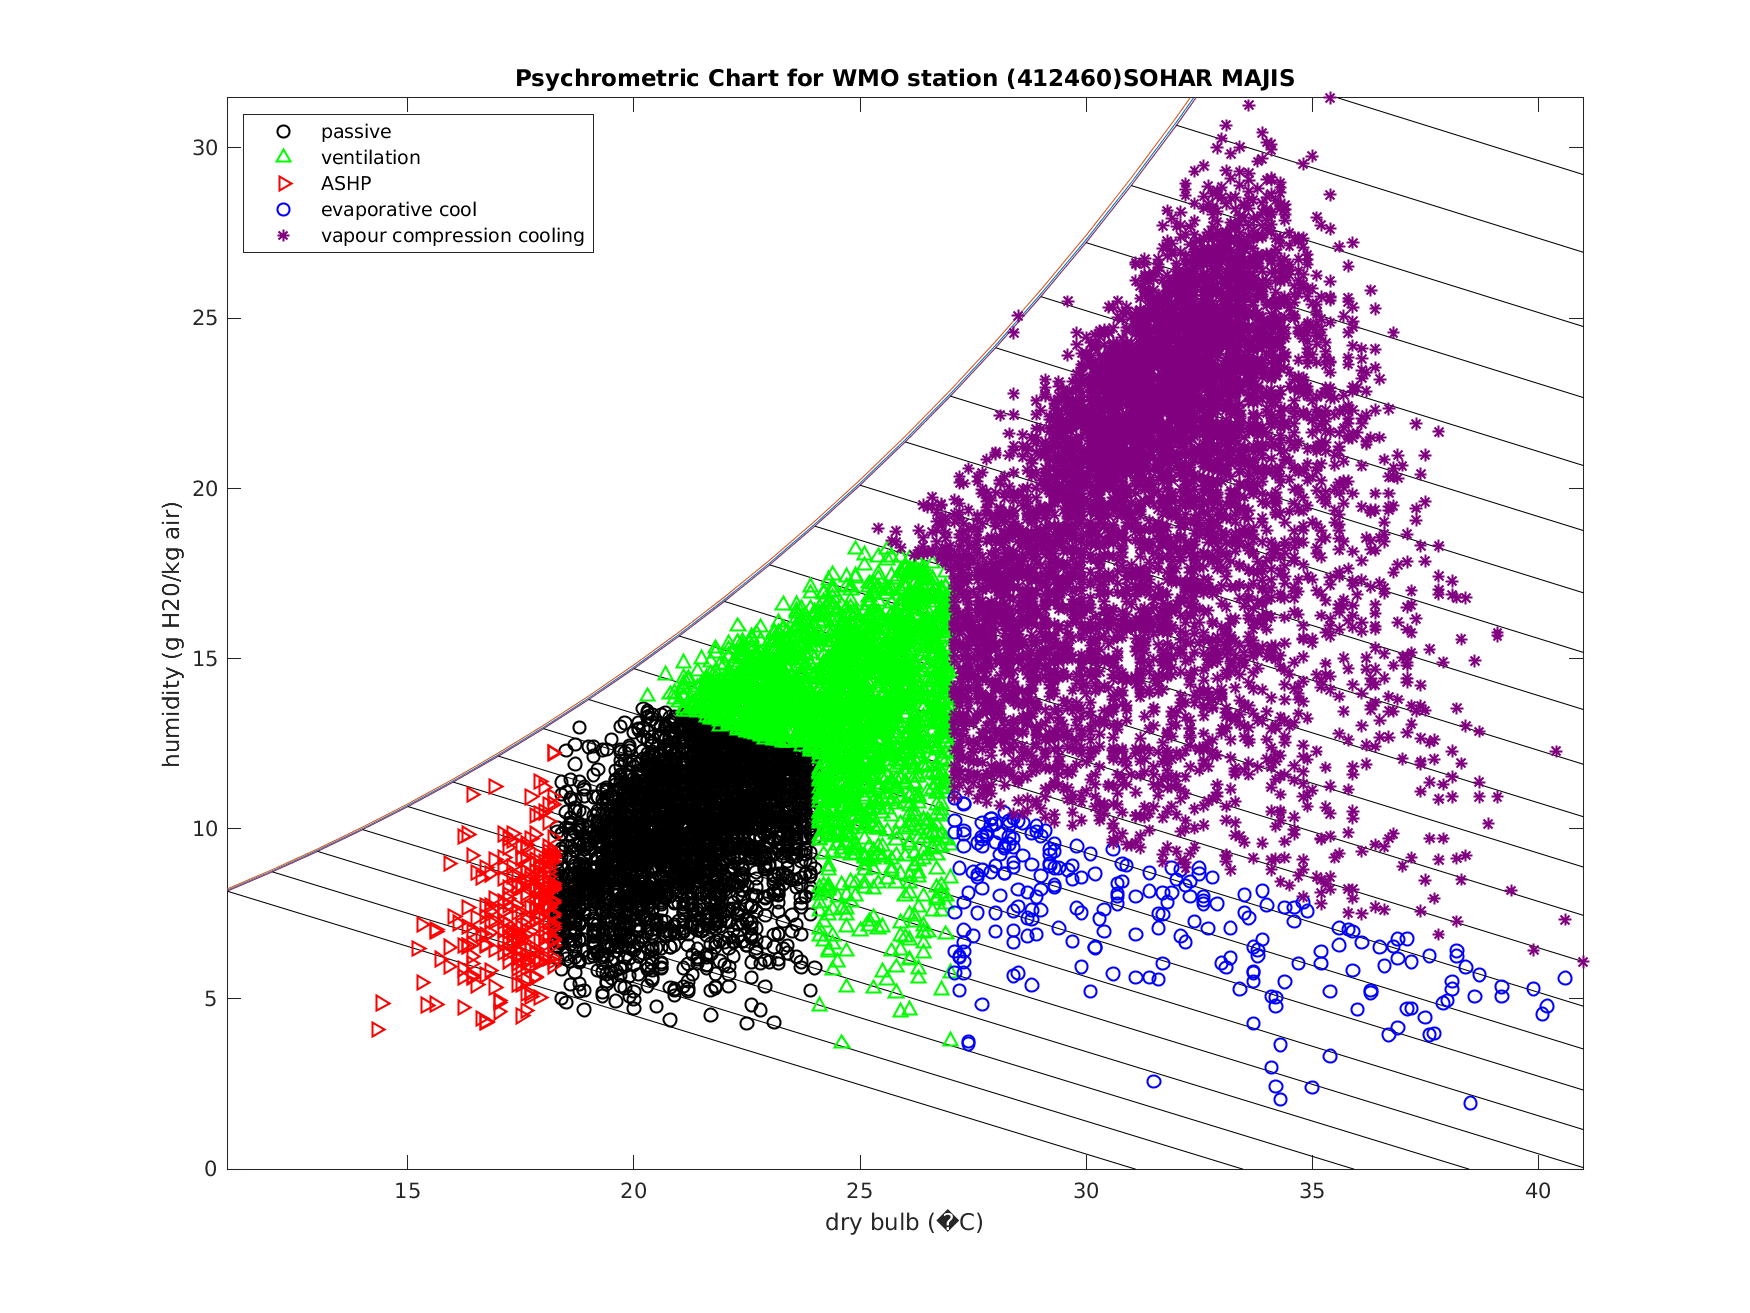 Psychrometric Chart for WMO station (412460)SOHAR MAJIS
passive
ventilation
ASHP
evaporative cool
vapour compression cooling
30
25
20
15
10
5
0
humidity (g H20/kg air)
15 20 25 30 35 40
dry bulb (�C)